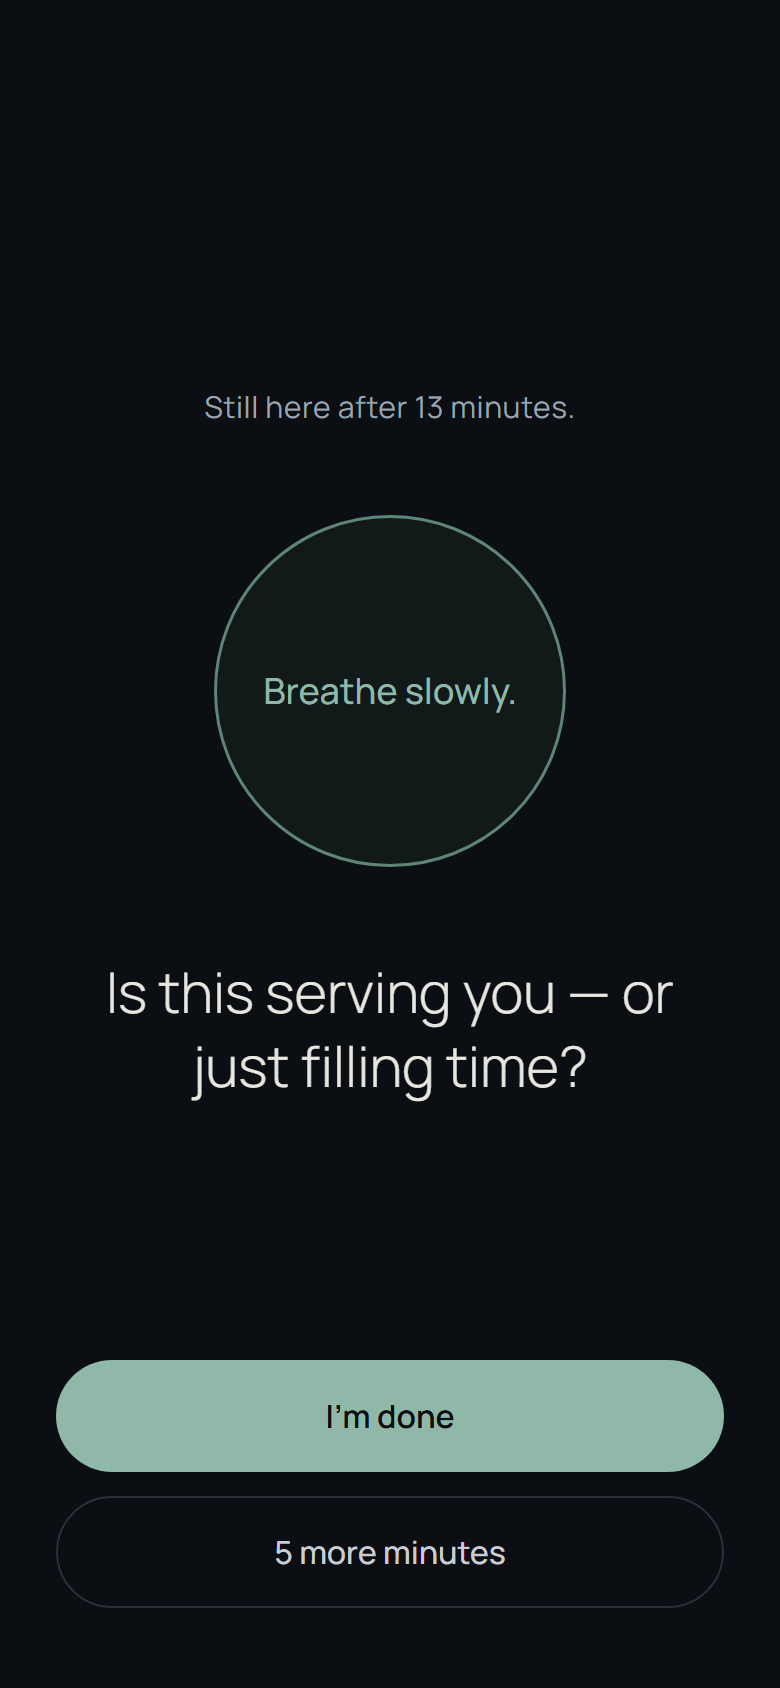 Still here after 13 minutes.
Breathe slowly.
Is this serving you — or
just filling time?
I’m done
5 more minutes